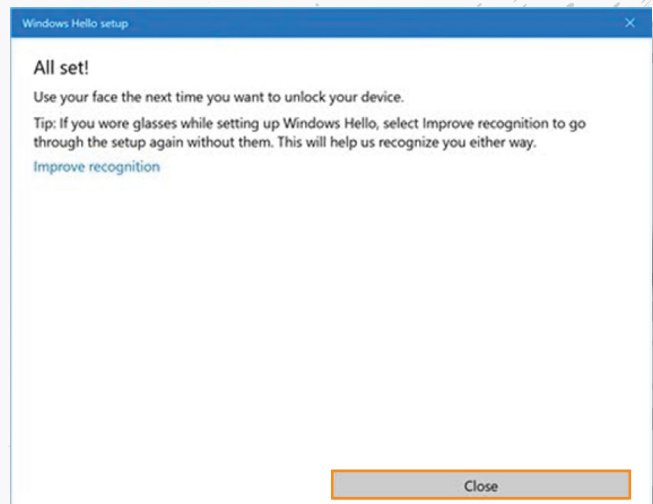 Windows Hello setup
All set!
Use your face the next time you want to unlock your device.
Tip: If you wore glasses while setting up Windows Hello, select Improve recognition to go
through the setup again without them. This will help us recognize you either way.
Improve recognition
Close